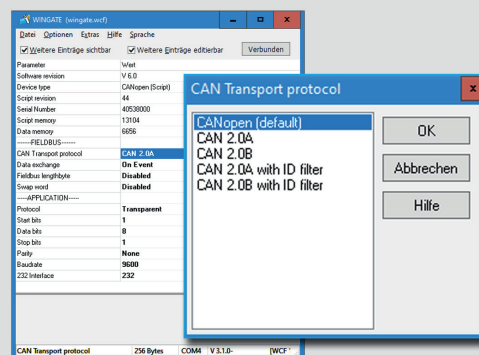 WINGATE (wingate.wcf)
Datei Optionen Extras Hilfe Sprache
Weitere Einträge sichtbar Weitere Einträge editierbar Verbunden
Parameter Wert
Software revision V 6.0
Device type CANopen (Script)
Script revision 44
Serial Number 40538000
Script memory 13104
Data memory 6656
------FIELDBUS------
CAN Transport protocol CAN 2.0A
Data exchange On Event
Fieldbus lengthbyte Disabled
Swap word Disabled
-----APPLICATION-----
Protocol Transparent
Start bits 1
Data bits 8
Stop bits 1
Parity None
Baudrate 9600
232 Interface 232
CAN Transport protocol 256 Bytes COM4 V 3.1.0- [WCF
CAN Transport protocol
CANopen (default)
CAN 2.0A
CAN 2.0B
CAN 2.0A with ID filter
CAN 2.0B with ID filter
OK
Abbrechen
Hilfe